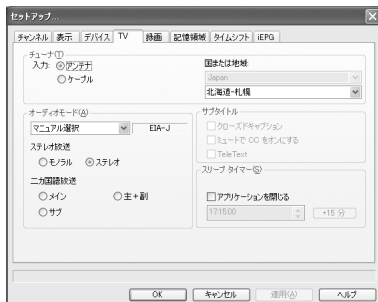 セットアップ...
チャンネル 表示 デバイス TV 録画 記憶領域 タイムシフト iEPG
チューナ(T)
入力: アンテナ
ケーブル
国または地域:
Japan
北海道-札幌
オーディオモード(A)
マニュアル選択 EIA-J
ステレオ放送
モノラル ステレオ
二カ国語放送
メイン 主+副
サブ
サブタイトル
クローズドキャプション
ミュートで CC をオンにする
TeleText
スリープ タイマー(S)
アプリケーションを閉じる
17:15:00 +15 分
OK キャンセル 適用(A) ヘルプ